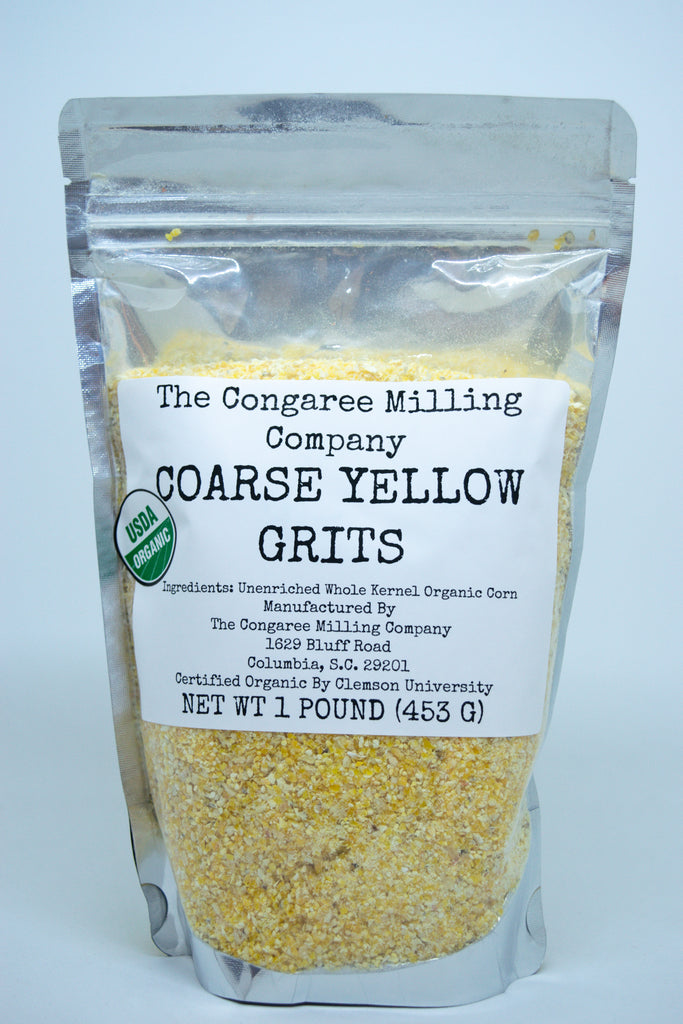 The Congaree Milling
Company
COARSE YELLOW
GRITS
USDA
ORGANIC
Ingredients: Unenriched Whole Kernel Organic Corn
Manufactured By
The Congaree Milling Company
1629 Bluff Road
Columbia, S.C. 29201
Certified Organic By Clemson University
NET WT 1 POUND (453 G)